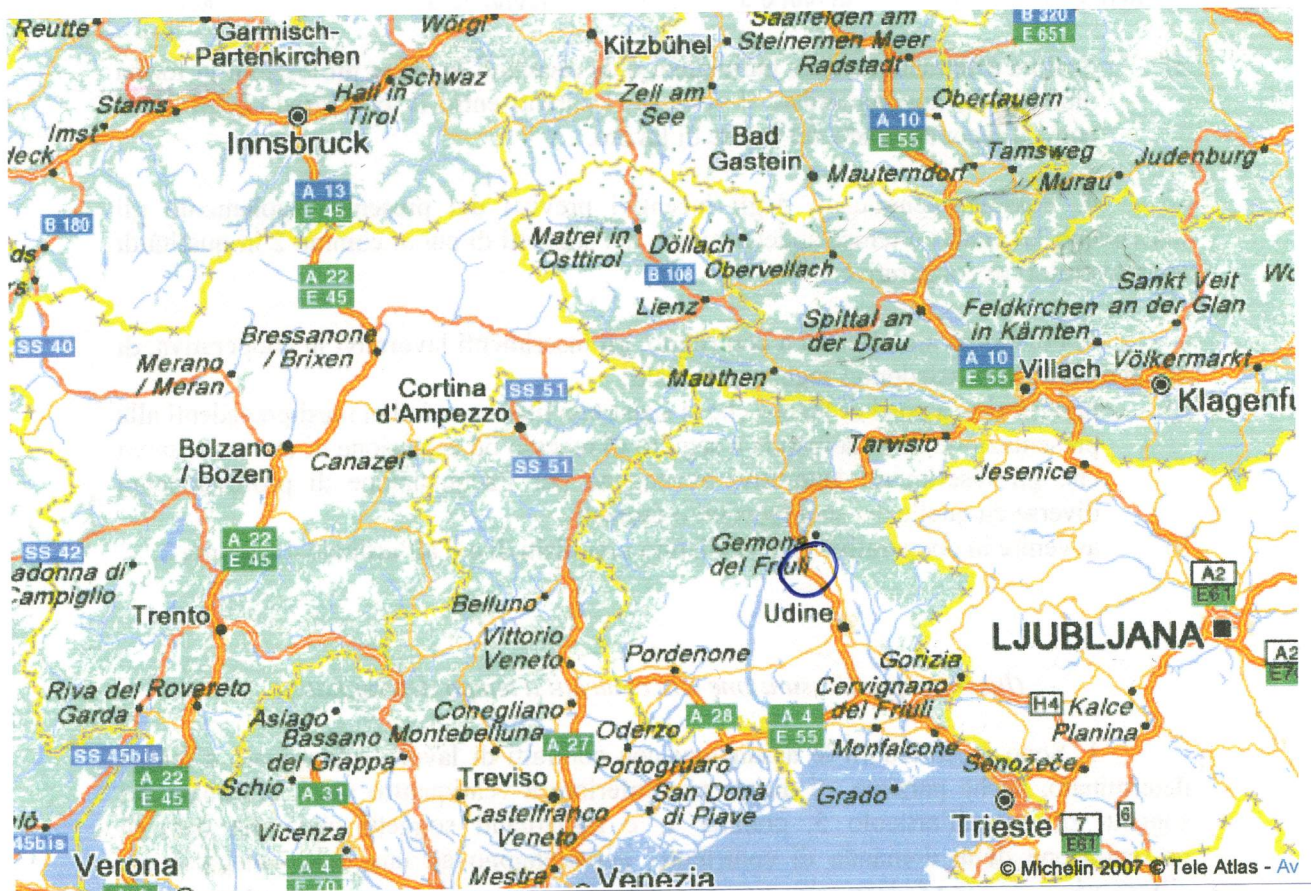 Reutte
Garmisch-
Partenkirchen
Wörgl
Kitzbühel
Saalfelden am
Steinernen Meer
Radstadt
B 320
E 651
Schwaz
Hall in
Tirol
Stams
Imst
Innsbruck
Zell am
See
Obertauern
A 10
E 55
Bad
Gastein
Tamsweg
Judenburg
Mauterndorf
Murau
A 13
E 45
B 180
Matrei in
Osttirol
Döllach
Obervellach
B 108
A 22
E 45
Lienz
Sankt Veit
an der Glan
Feldkirchen
in Kärnten
Spittal an
der Drau
Bressanone
/ Brixen
SS 40
Merano
/ Meran
SS 51
Mauthen
A 10
E 55
Villach
Völkermarkt
Klagenfu
Cortina
d'Ampezzo
Bolzano
/ Bozen
Canazei
SS 51
Tarvisio
Jesenice
A 22
E 45
SS 42
adonna di
Campiglio
Gemona
del Friuli
A2
E61
Trento
Belluno
Udine
LJUBLJANA
Vittorio
Veneto
Pordenone
Gorizia
A2
Riva del
Garda
Rovereto
Conegliano
Cervignano
del Friuli
H4
Kalce
Planina
Asiago
Bassano
del Grappa
Montebelluna
Oderzo
A 28
A 4
E 55
A 27
Monfalcone
SS 45bis
A 22
E 45
Schio
A 31
Treviso
Portogruaro
Senožeče
Castelfranco
Veneto
San Donà
di Piave
Grado
45bis
Vicenza
Trieste
7
E61
6
Verona
A 4
E 70
Mestre
Venezia
© Michelin 2007 © Tele Atlas - Av